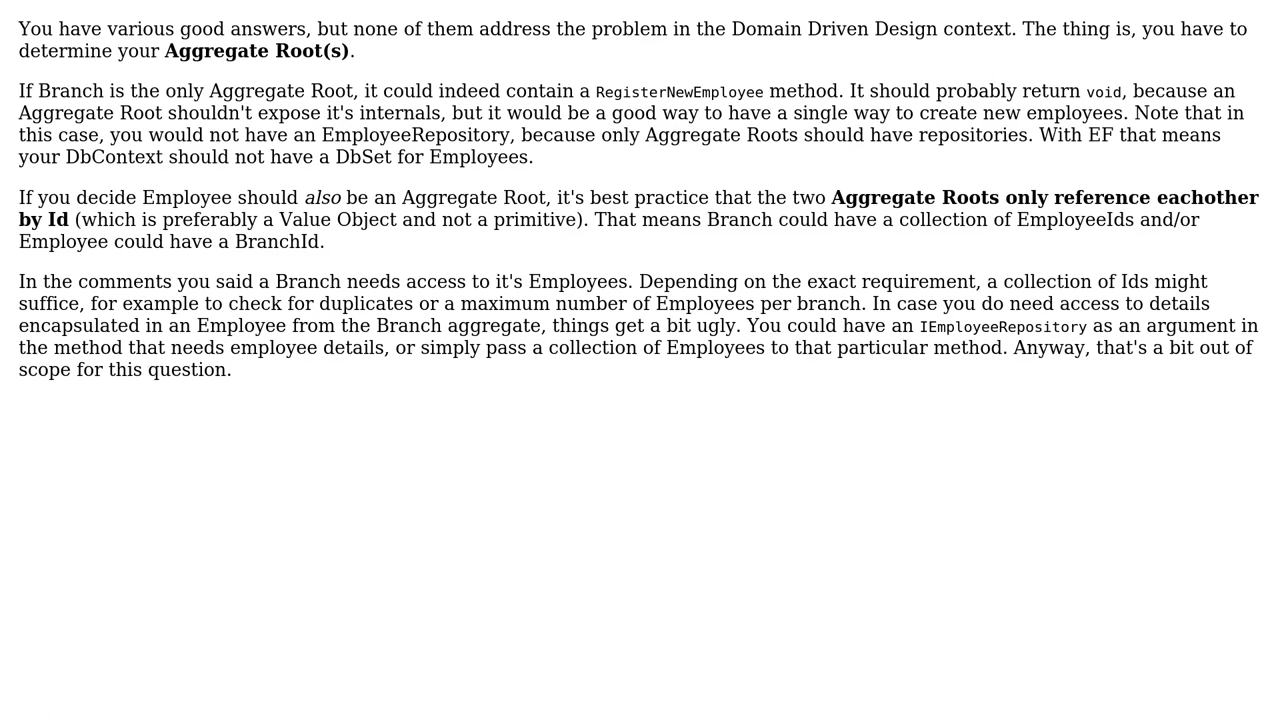 You have various good answers, but none of them address the problem in the Domain Driven Design context. The thing is, you have to
determine your Aggregate Root(s).
If Branch is the only Aggregate Root, it could indeed contain a RegisterNewEmployee method. It should probably return void, because an
Aggregate Root shouldn't expose it's internals, but it would be a good way to have a single way to create new employees. Note that in
this case, you would not have an EmployeeRepository, because only Aggregate Roots should have repositories. With EF that means
your DbContext should not have a DbSet for Employees.
If you decide Employee should also be an Aggregate Root, it's best practice that the two Aggregate Roots only reference eachother
by Id (which is preferably a Value Object and not a primitive). That means Branch could have a collection of EmployeeIds and/or
Employee could have a BranchId.
In the comments you said a Branch needs access to it's Employees. Depending on the exact requirement, a collection of Ids might
suffice, for example to check for duplicates or a maximum number of Employees per branch. In case you do need access to details
encapsulated in an Employee from the Branch aggregate, things get a bit ugly. You could have an IEmployeeRepository as an argument in
the method that needs employee details, or simply pass a collection of Employees to that particular method. Anyway, that's a bit out of
scope for this question.